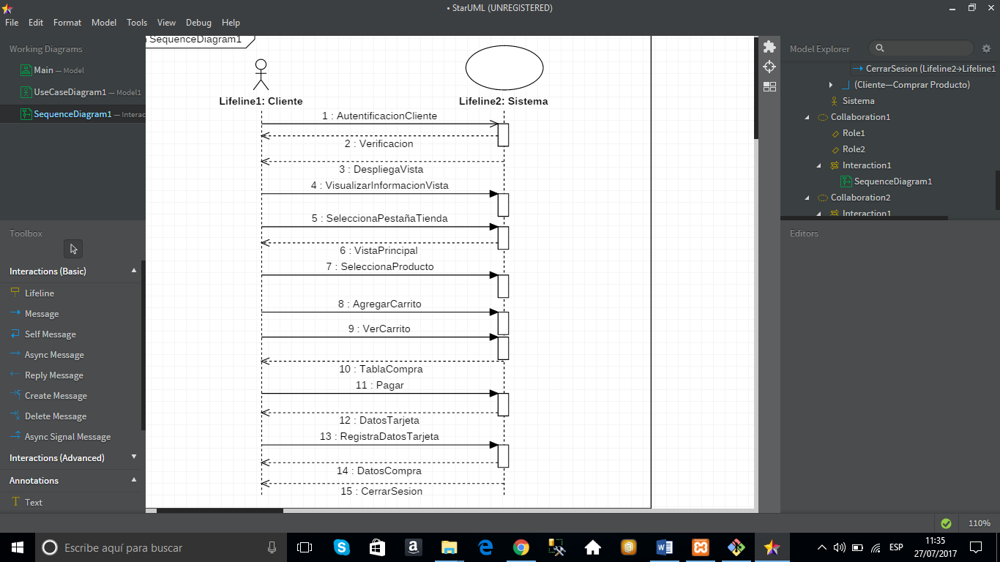 • StarUML (UNREGISTERED)
File Edit Format Model Tools View Debug Help
Working Diagrams
Main — Model
UseCaseDiagram1 — Model1
SequenceDiagram1 — Interac
Toolbox
Interactions (Basic)
Lifeline
Message
Self Message
Async Message
Reply Message
Create Message
Delete Message
Async Signal Message
Interactions (Advanced)
Annotations
Text
SequenceDiagram1
Lifeline1: Cliente
Lifeline2: Sistema
1 : AutentificacionCliente
2 : Verificacion
3 : DespliegaVista
4 : VisualizarInformacionVista
5 : SeleccionaPestañaTienda
6 : VistaPrincipal
7 : SeleccionaProducto
8 : AgregarCarrito
9 : VerCarrito
10 : TablaCompra
11 : Pagar
12 : DatosTarjeta
13 : RegistraDatosTarjeta
14 : DatosCompra
15 : CerrarSesion
Model Explorer
CerrarSesion (Lifeline2→Lifeline1
(Cliente—Comprar Producto)
Sistema
Collaboration1
Role1
Role2
Interaction1
SequenceDiagram1
Collaboration2
Interaction1
Editors
110%
Escribe aquí para buscar
ESP
11:35
27/07/2017